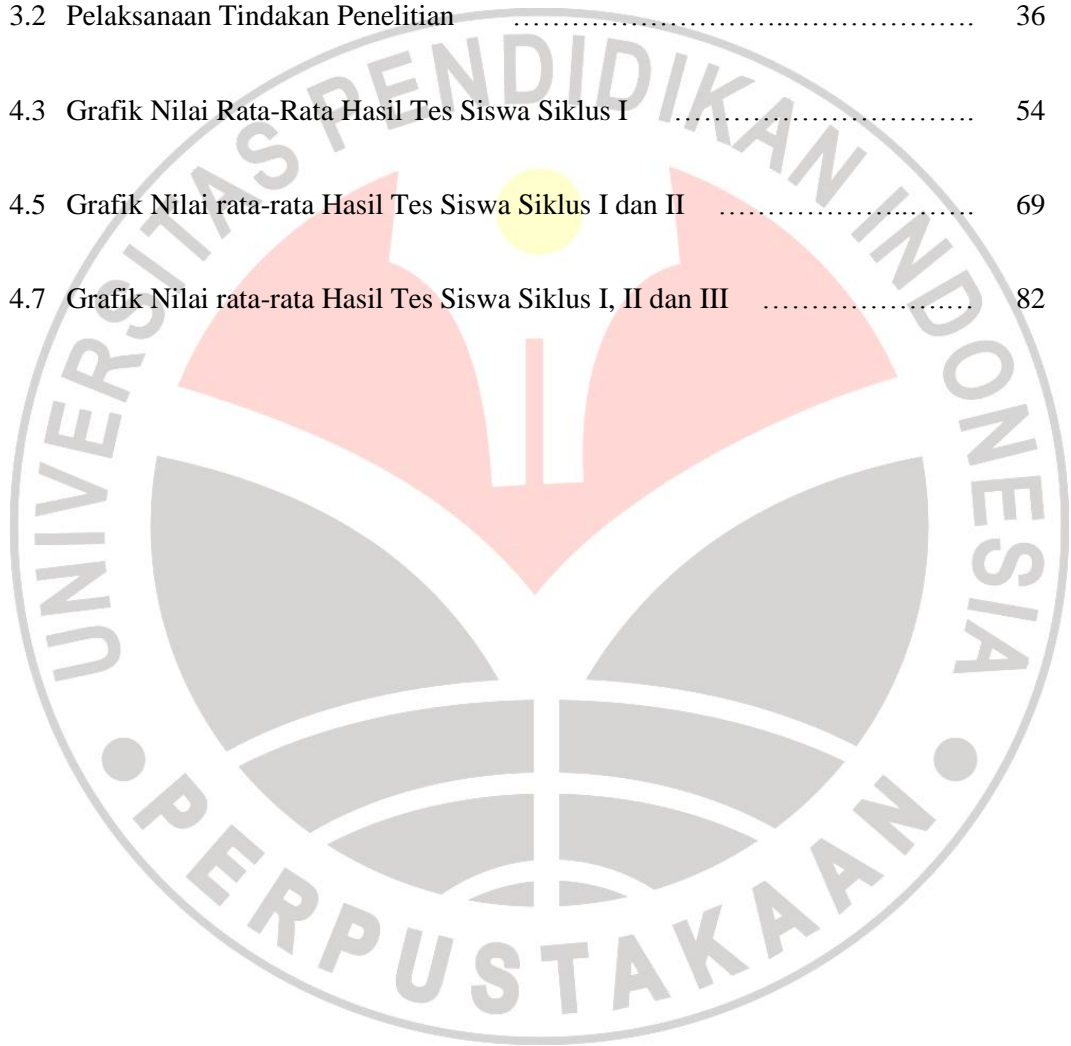 3.2 Pelaksanaan Tindakan Penelitian ……………………………..………………. 36
4.3 Grafik Nilai Rata-Rata Hasil Tes Siswa Siklus I …………………………. 54
4.5 Grafik Nilai rata-rata Hasil Tes Siswa Siklus I dan II ………………..……. 69
4.7 Grafik Nilai rata-rata Hasil Tes Siswa Siklus I, II dan III ………………… 82
UNIVERSITAS PENDIDIKAN INDONESIA
PERPUSTAKAAN